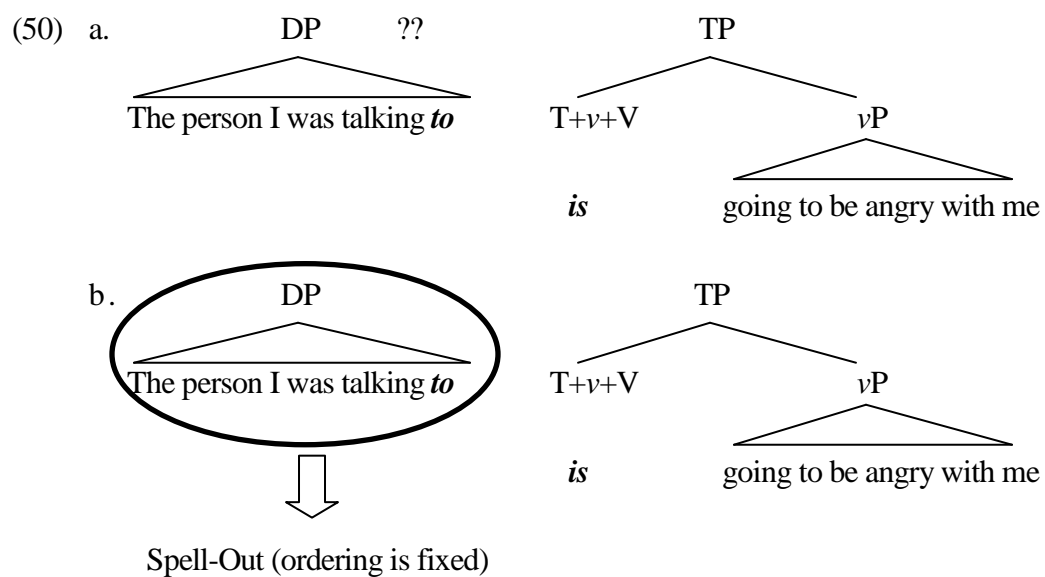 (50) a. DP ?? TP
The person I was talking to T+v+V vP
is going to be angry with me
b. DP TP
The person I was talking to T+v+V vP
is going to be angry with me
Spell-Out (ordering is fixed)